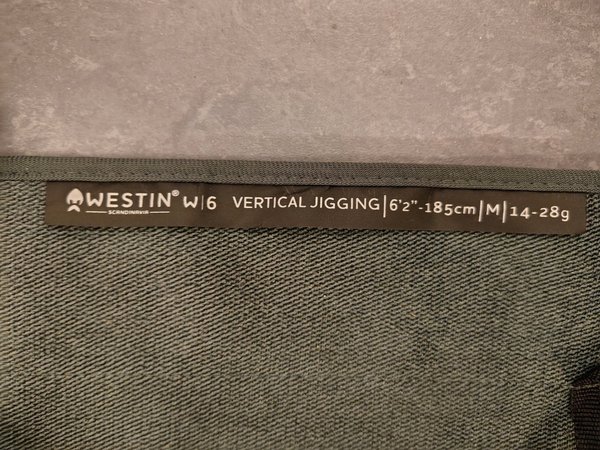 WESTIN® W|6 VERTICAL JIGGING|6'2"-185cm|M|14-28g
SCANDINAVIA